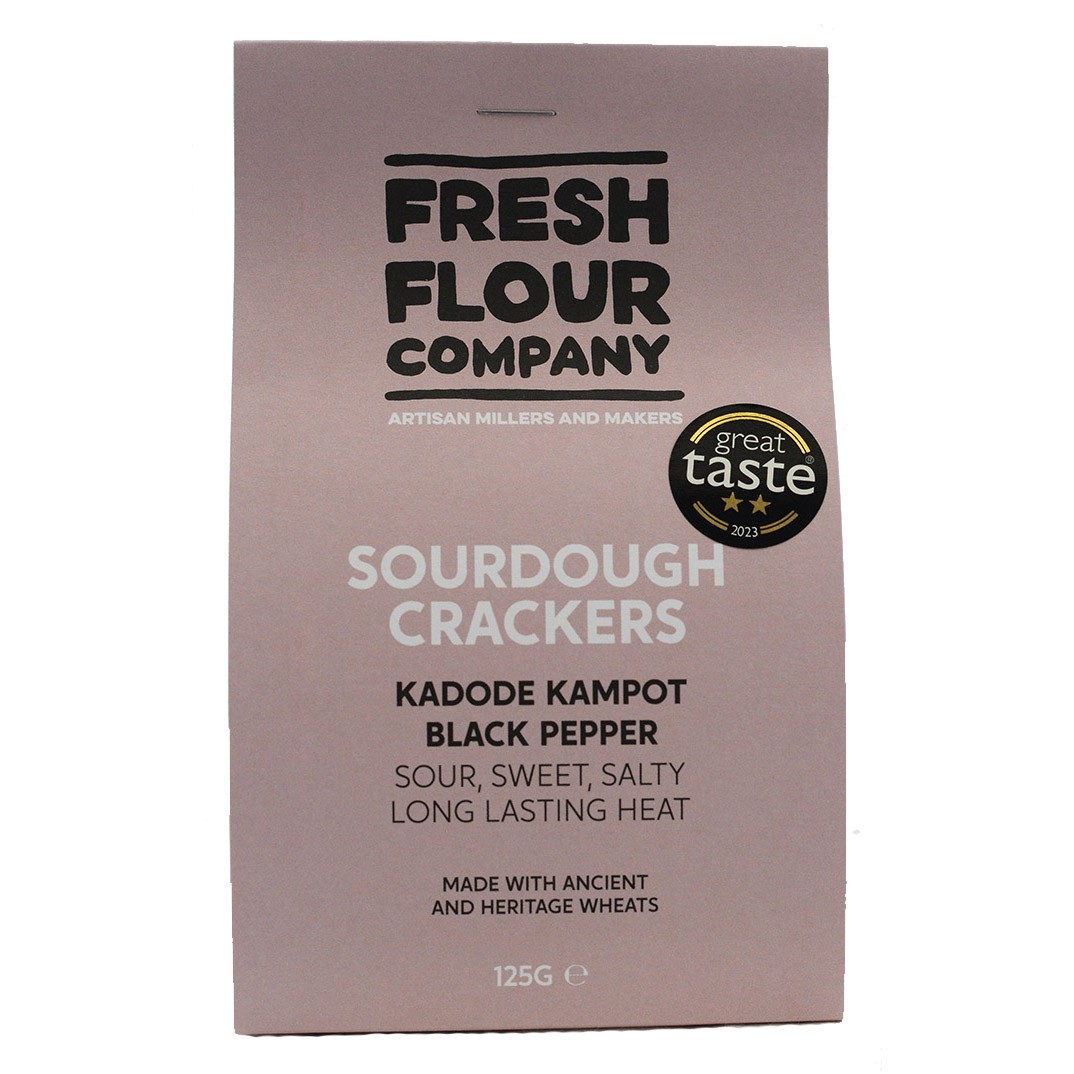 FRESH
FLOUR
COMPANY
ARTISAN MILLERS AND MAKERS
great
taste®
2023
SOURDOUGH
CRACKERS
KADODE KAMPOT
BLACK PEPPER
SOUR, SWEET, SALTY
LONG LASTING HEAT
MADE WITH ANCIENT
AND HERITAGE WHEATS
125G ℮